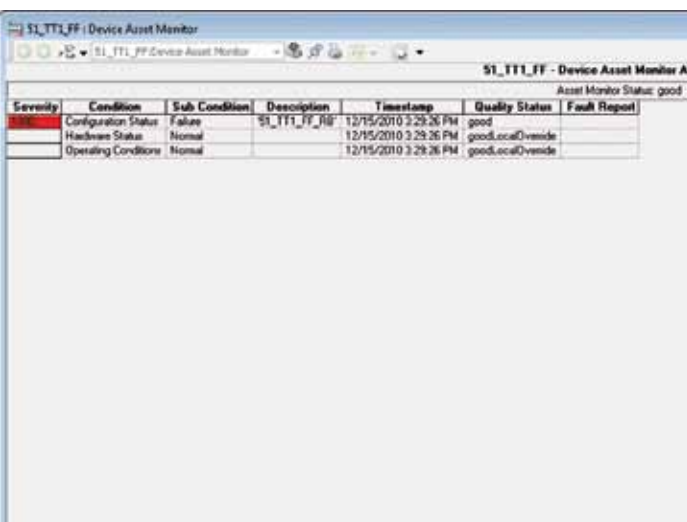 51_TT1_FF : Device Asset Monitor
51_TT1_FF:Device Asset Monitor
51_TT1_FF - Device Asset Monitor A
Asset Monitor Status: good
Severity Condition Sub Condition Description Timestamp Quality Status Fault Report
Configuration Status Failure '51_TT1_FF_RB' 12/15/2010 3:29:26 PM good
Hardware Status Normal 12/15/2010 3:29:26 PM goodLocalOverride
Operating Conditions Normal 12/15/2010 3:29:26 PM goodLocalOverride